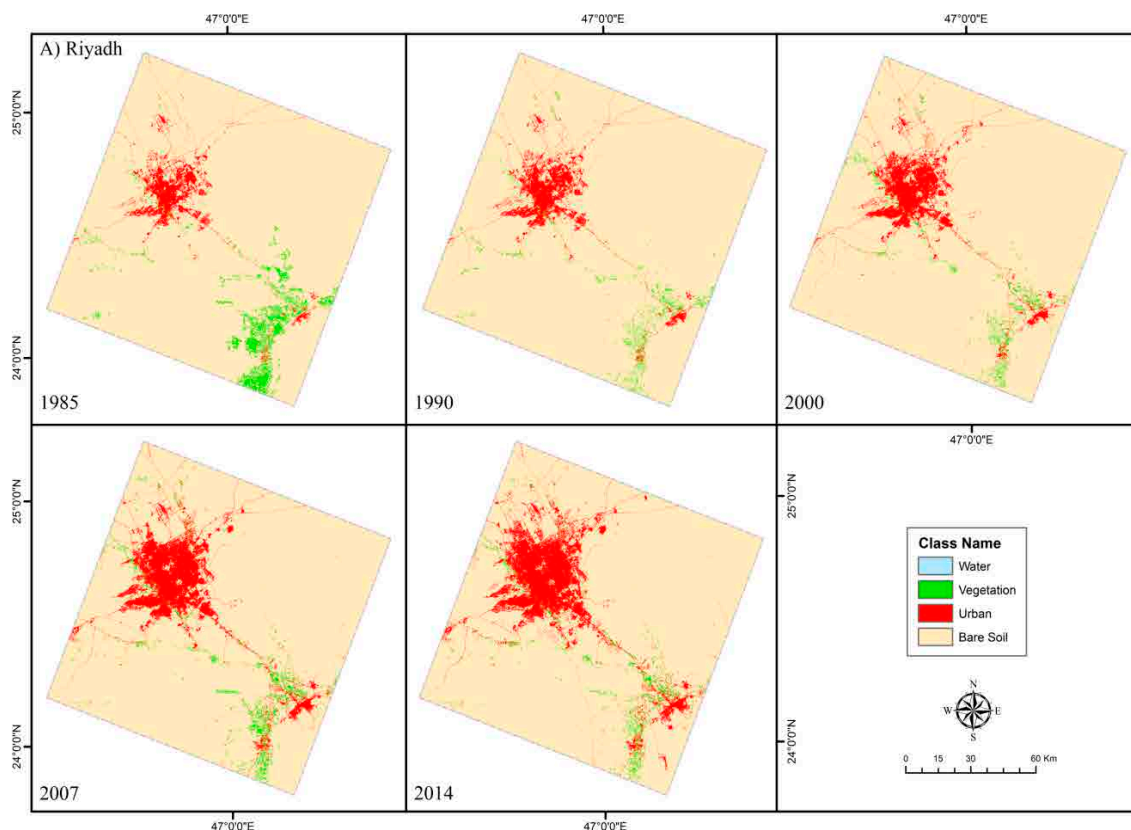 47°0'0"E
47°0'0"E
47°0'0"E
A) Riyadh
25°0'0"N
24°0'0"N
1985
1990
2000
47°0'0"E
25°0'0"N
25°0'0"N
24°0'0"N
24°0'0"N
Class Name
Water
Vegetation
Urban
Bare Soil
N
W
E
S
0 15 30 60 Km
2007
2014
47°0'0"E
47°0'0"E